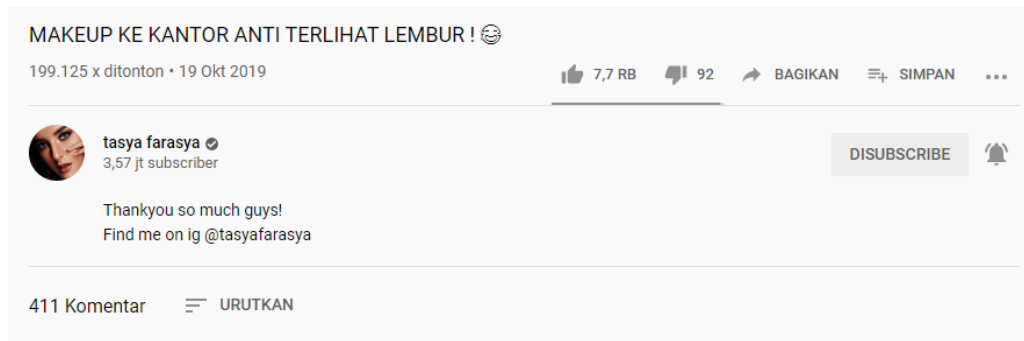 MAKEUP KE KANTOR ANTI TERLIHAT LEMBUR ! 😂
199.125 x ditonton • 19 Okt 2019
7,7 RB 92 BAGIKAN SIMPAN
tasya farasya
3,57 jt subscriber
DISUBSCRIBE
Thankyou so much guys!
Find me on ig @tasyafarasya
411 Komentar URUTKAN